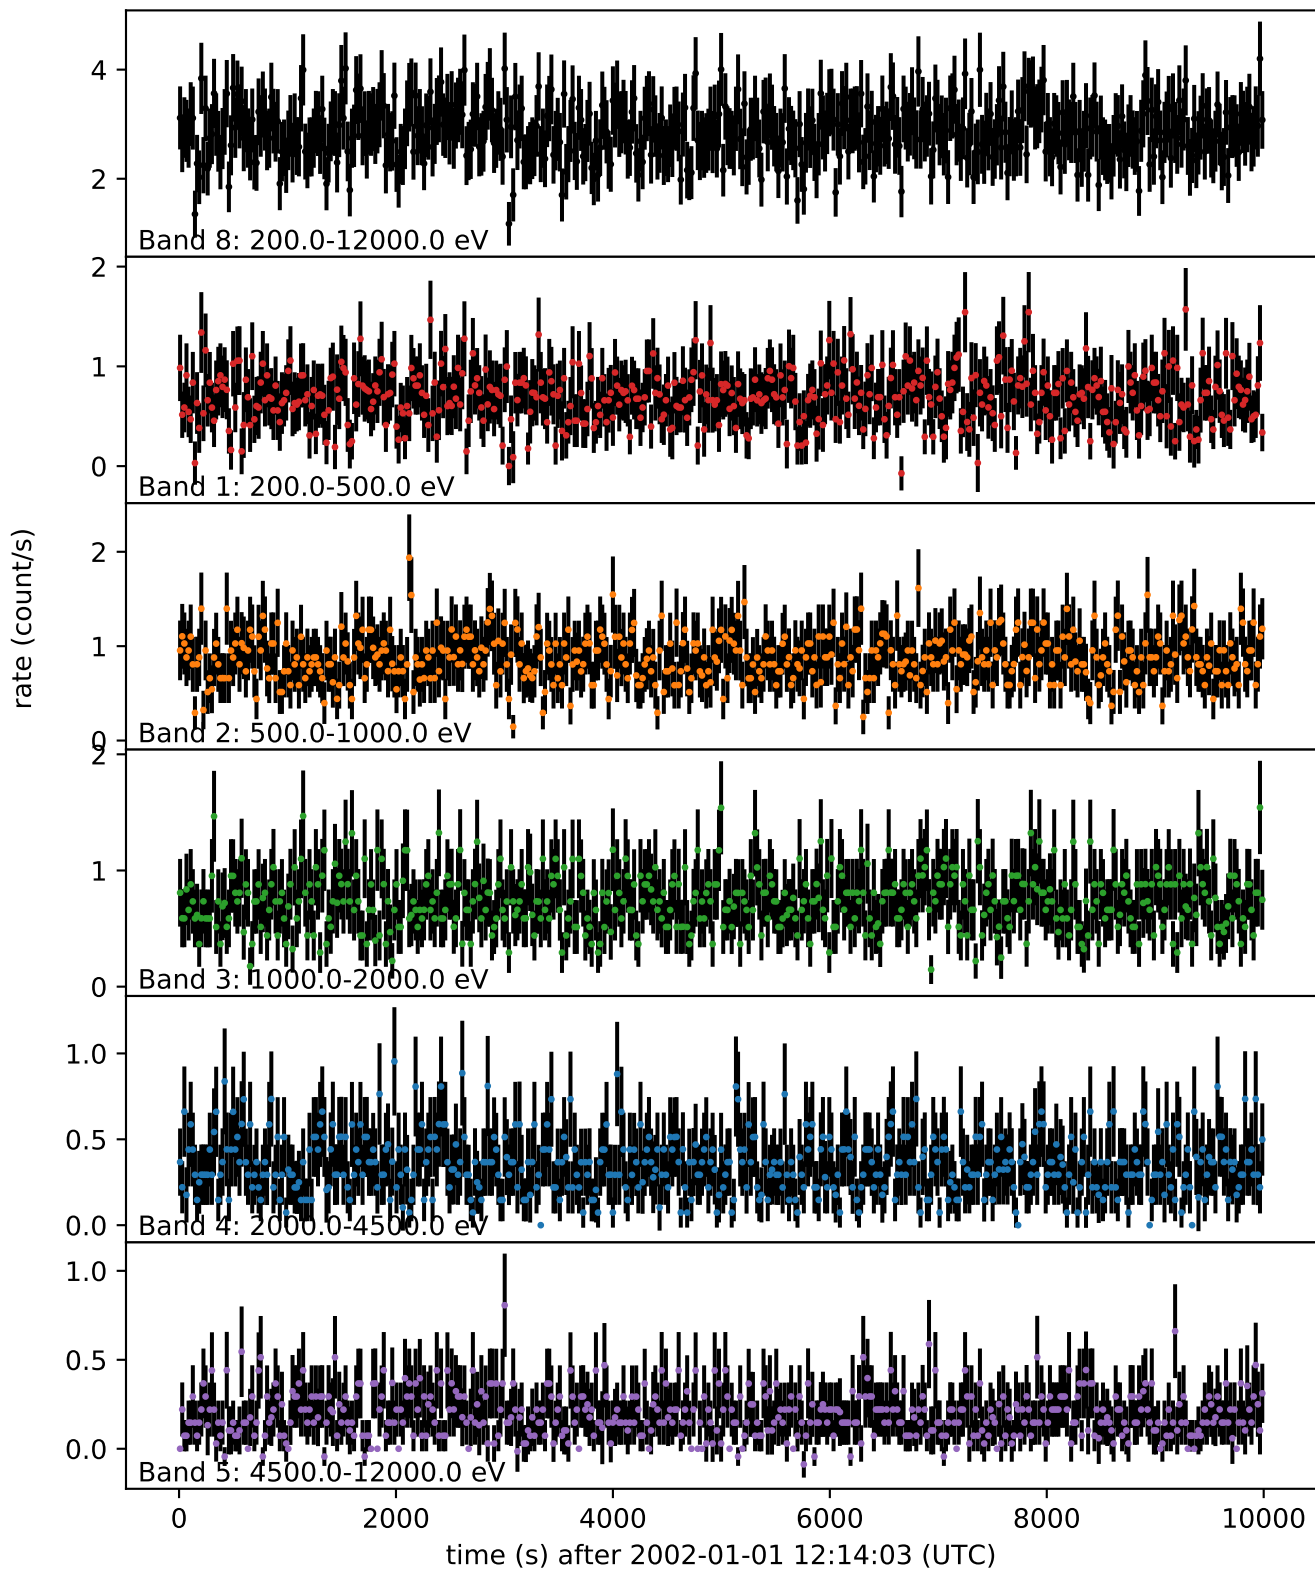 4
2
Band 8: 200.0-12000.0 eV
2
1
0
Band 1: 200.0-500.0 eV
rate (count/s)
2
1
0
Band 2: 500.0-1000.0 eV
2
1
0
Band 3: 1000.0-2000.0 eV
1.0
0.5
0.0
Band 4: 2000.0-4500.0 eV
1.0
0.5
0.0
Band 5: 4500.0-12000.0 eV
0 2000 4000 6000 8000 10000
time (s) after 2002-01-01 12:14:03 (UTC)